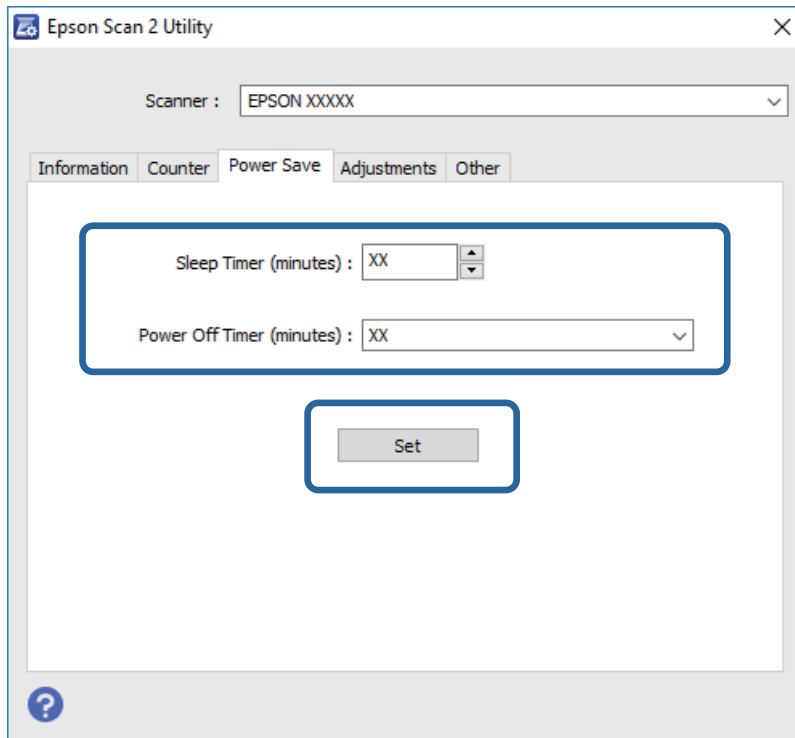 Epson Scan 2 Utility
Scanner : EPSON XXXXX
Information Counter Power Save Adjustments Other
Sleep Timer (minutes) : XX
Power Off Timer (minutes) : XX
Set
?